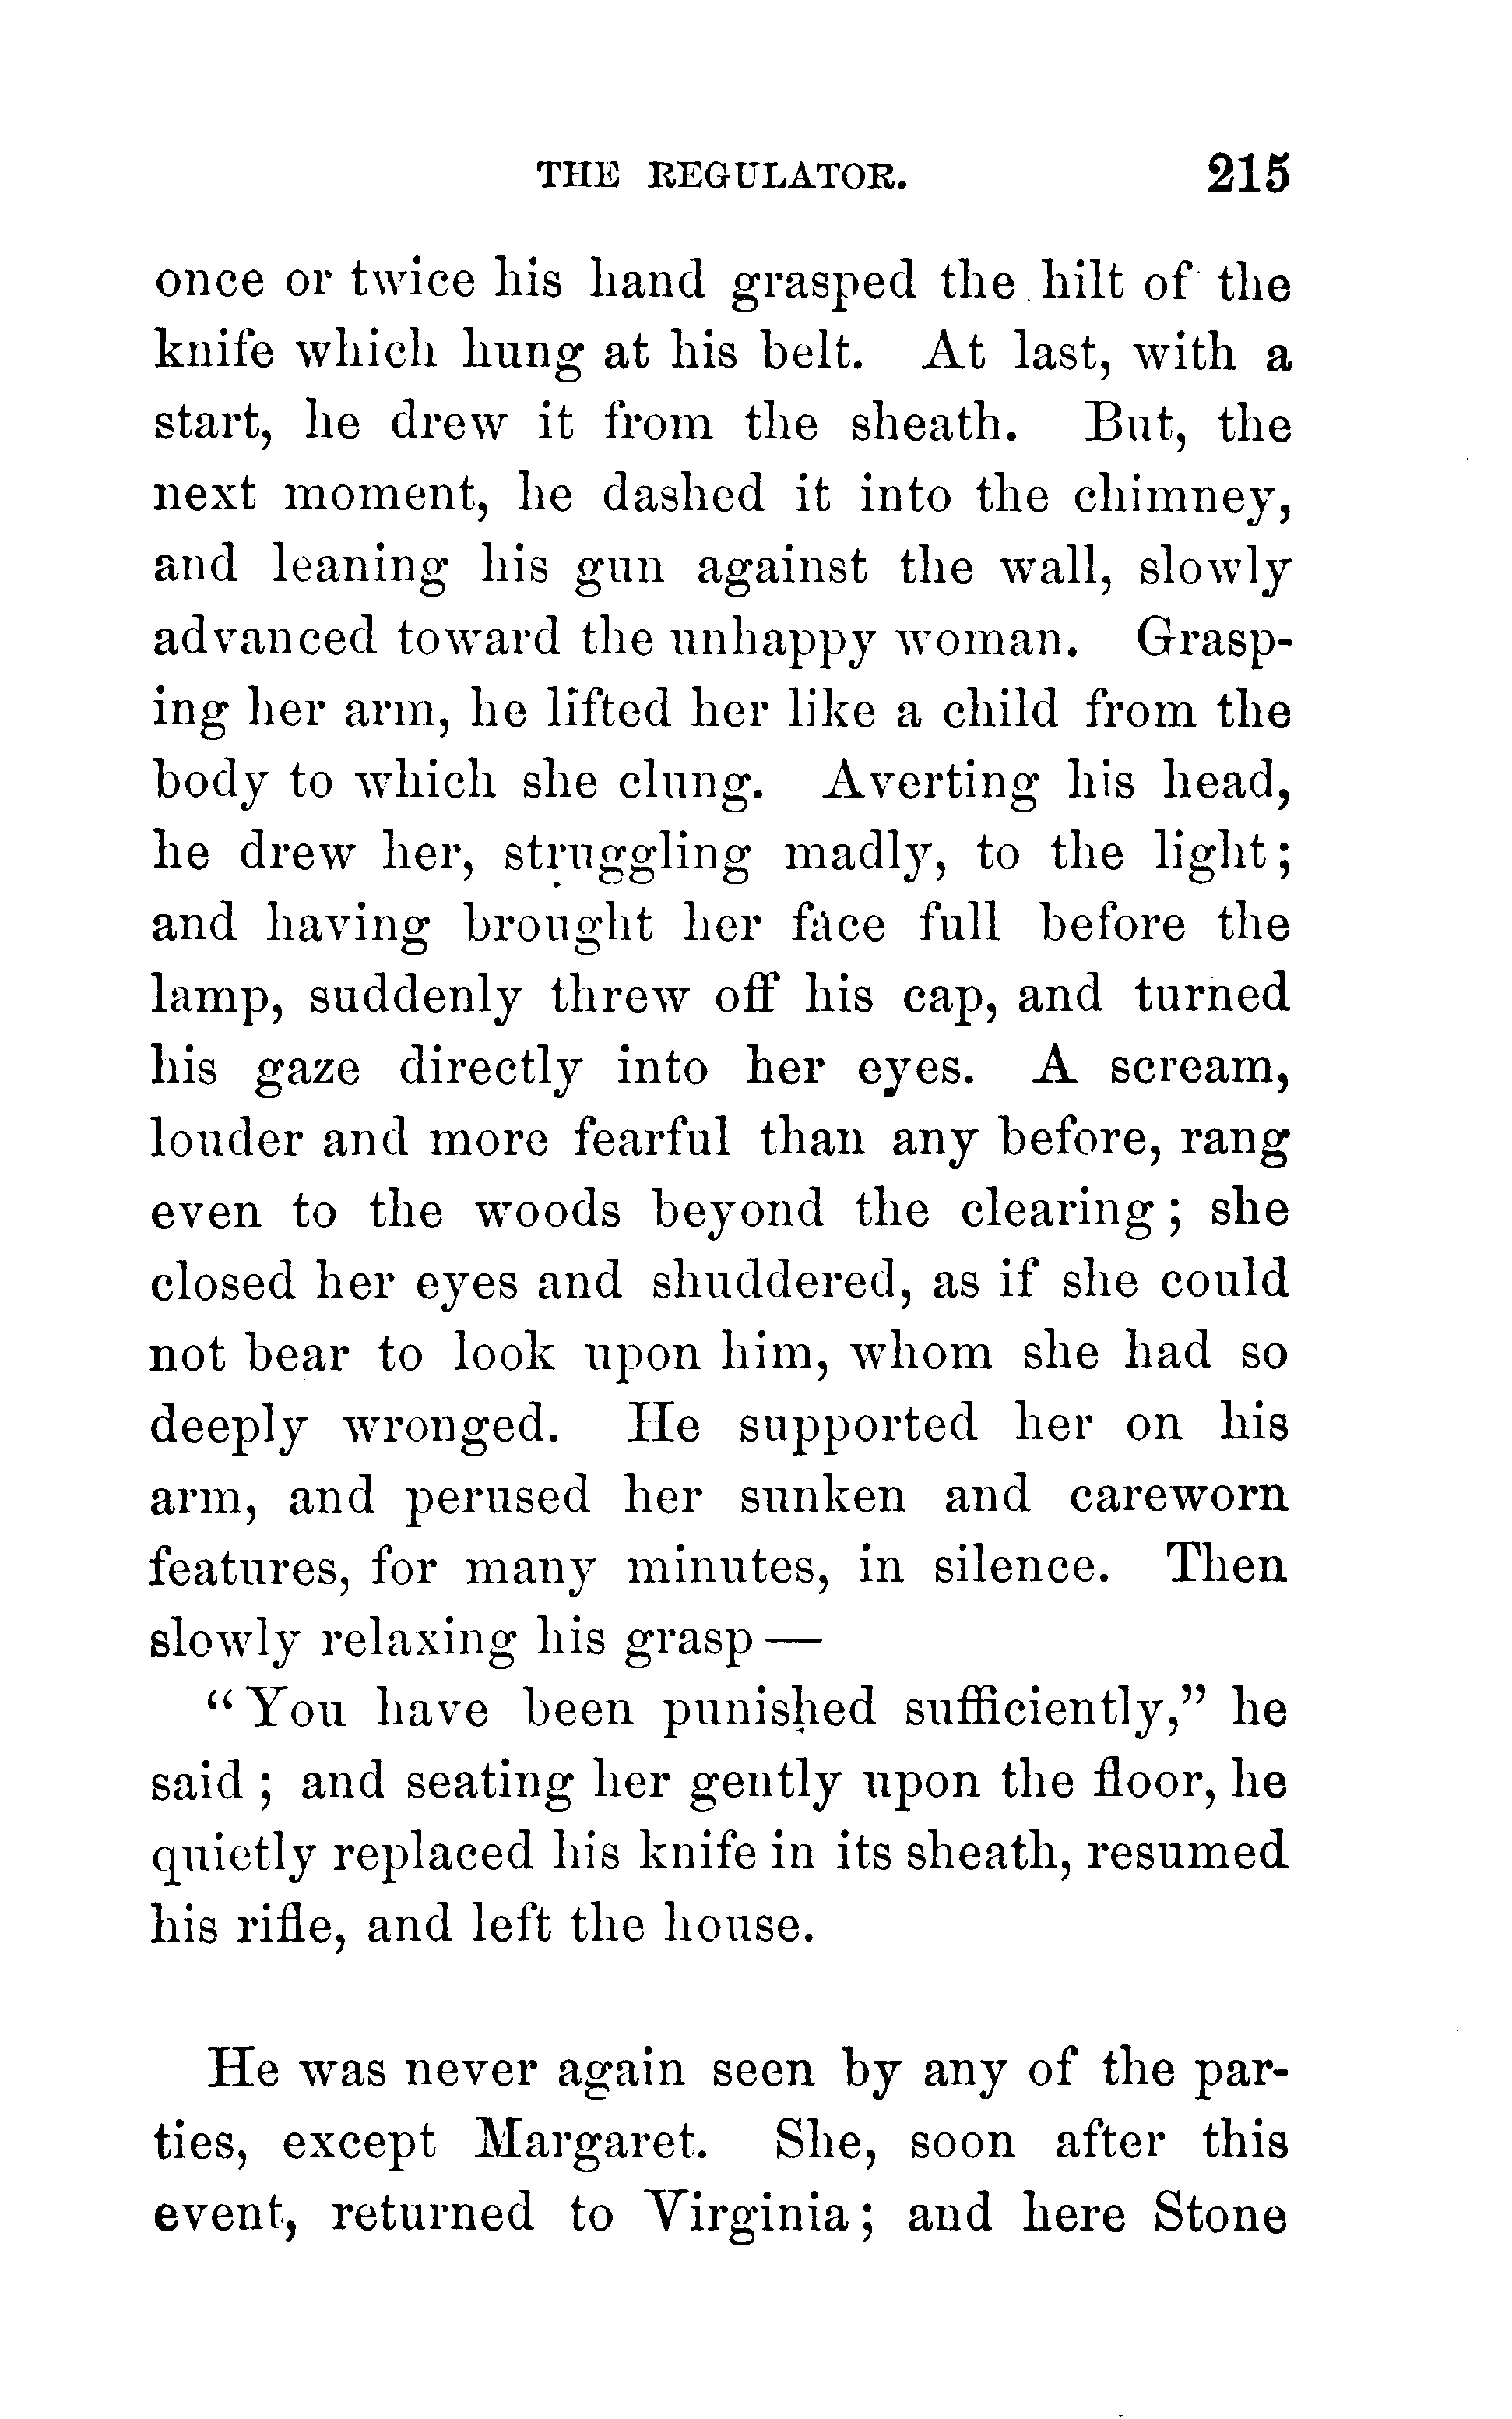 THE REGULATOR. 215
once or twice his hand grasped the hilt of the
knife which hung at his belt. At last, with a
start, he drew it from the sheath. But, the
next moment, he dashed it into the chimney,
and leaning his gun against the wall, slowly
advanced toward the unhappy woman. Grasp-
ing her arm, he lifted her like a child from the
body to which she clung. Averting his head,
he drew her, struggling madly, to the light;
and having brought her face full before the
lamp, suddenly threw off his cap, and turned
his gaze directly into her eyes. A scream,
louder and more fearful than any before, rang
even to the woods beyond the clearing; she
closed her eyes and shuddered, as if she could
not bear to look upon him, whom she had so
deeply wronged. He supported her on his
arm, and perused her sunken and careworn
features, for many minutes, in silence. Then
slowly relaxing his grasp—
"You have been punished sufficiently," he
said; and seating her gently upon the floor, he
quietly replaced his knife in its sheath, resumed
his rifle, and left the house.
He was never again seen by any of the par-
ties, except Margaret. She, soon after this
event, returned to Virginia; and here Stone